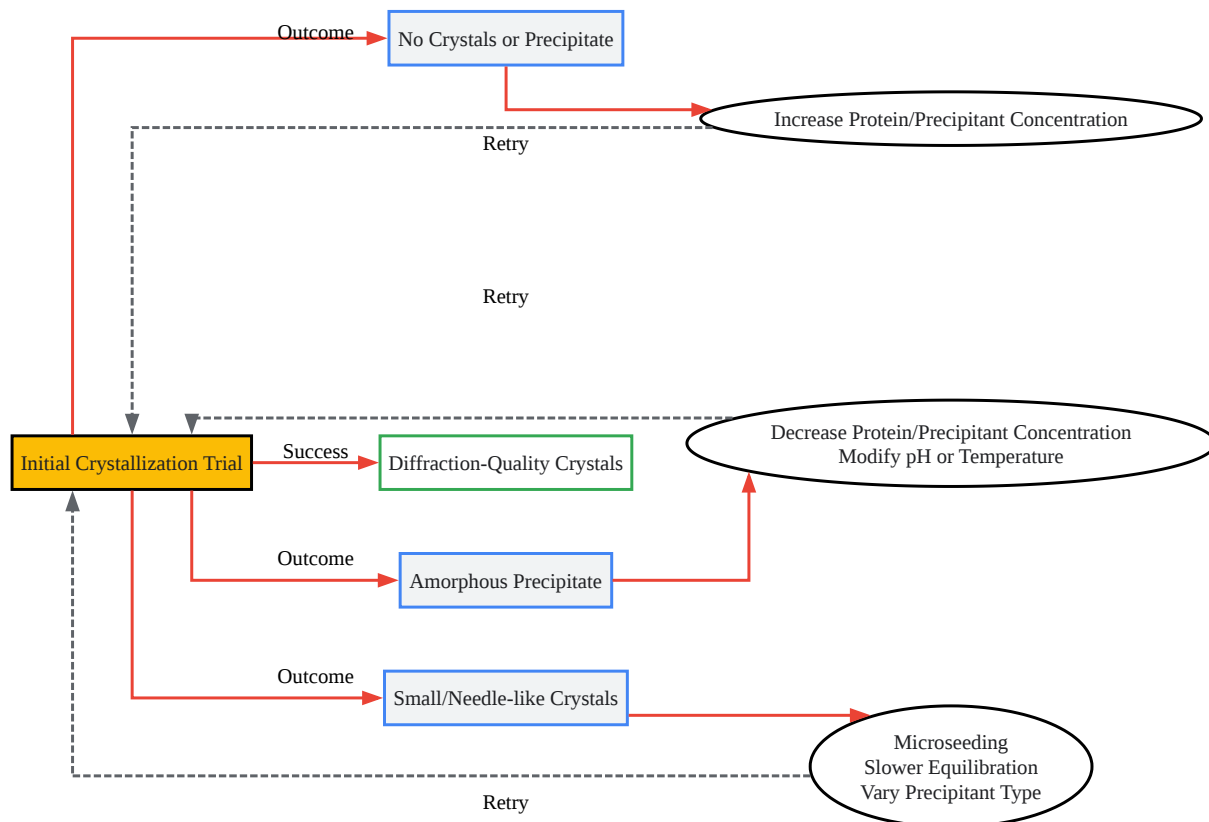 Outcome
No Crystals or Precipitate
Increase Protein/Precipitant Concentration
Retry
Retry
Decrease Protein/Precipitant Concentration
Modify pH or Temperature
Initial Crystallization Trial
Success
Diffraction-Quality Crystals
Outcome
Amorphous Precipitate
Outcome
Small/Needle-like Crystals
Microseeding
Slower Equilibration
Vary Precipitant Type
Retry